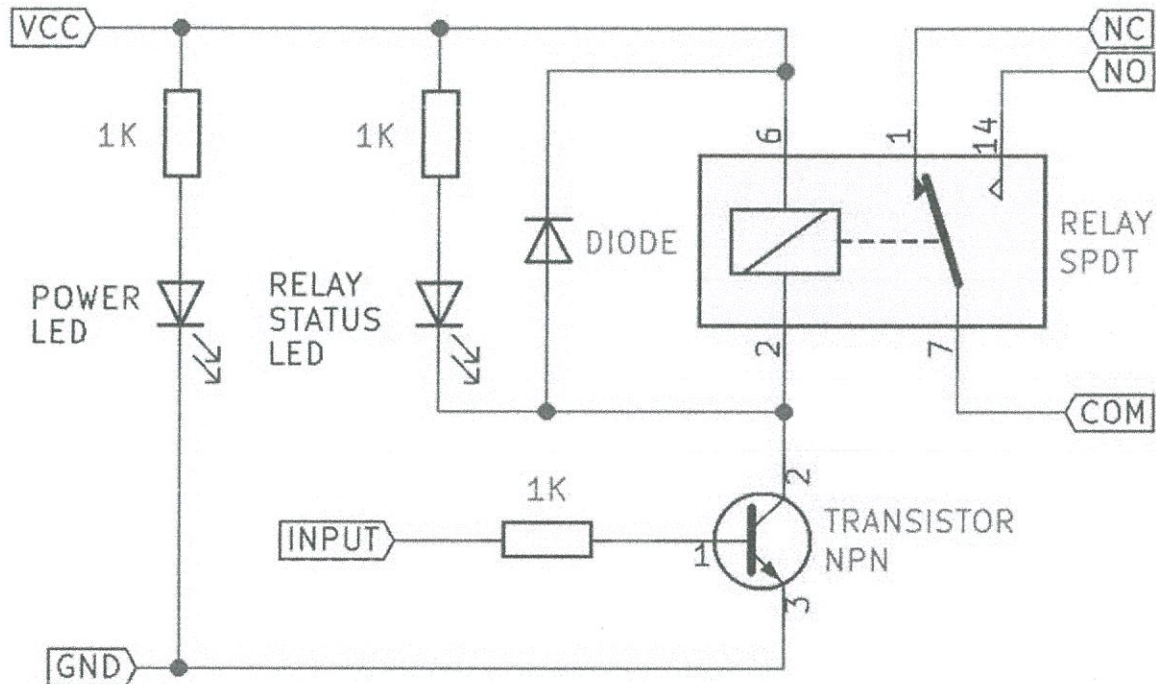 VCC
NC
NO
1K
1K
6
1
14
DIODE
RELAY
SPDT
POWER
LED
RELAY
STATUS
LED
2
7
COM
1K
2
INPUT
1
TRANSISTOR
NPN
3
GND